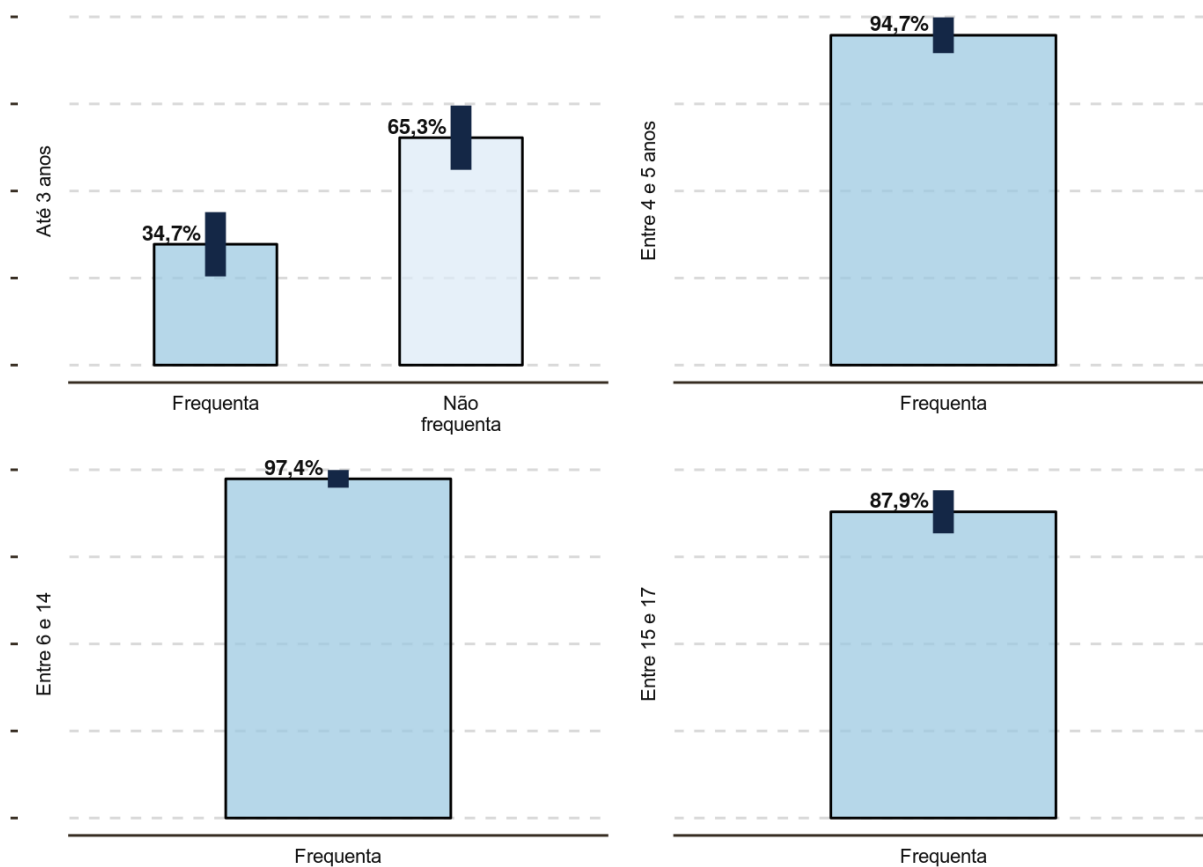 Até 3 anos
34,7%
65,3%
Frequenta
Não
frequenta
Entre 4 e 5 anos
94,7%
Frequenta
Entre 6 e 14
97,4%
Frequenta
Entre 15 e 17
87,9%
Frequenta